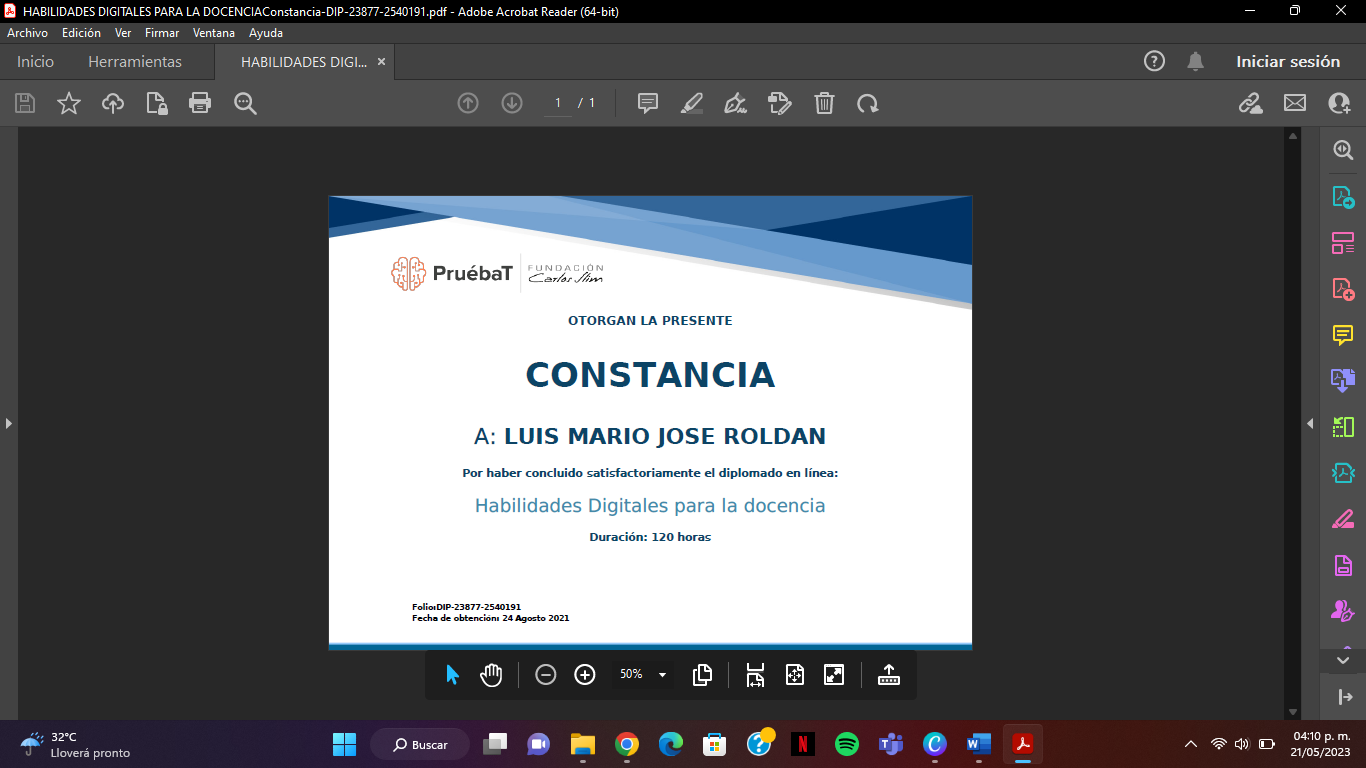 HABILIDADES DIGITALES PARA LA DOCENCIAConstancia-DIP-23877-2540191.pdf - Adobe Acrobat Reader (64-bit)
Archivo Edición Ver Firmar Ventana Ayuda
Inicio Herramientas HABILIDADES DIGI... Iniciar sesión
1 / 1
PruébaT FUNDACIÓN Carlos Slim
OTORGAN LA PRESENTE
CONSTANCIA
A: LUIS MARIO JOSE ROLDAN
Por haber concluido satisfactoriamente el diplomado en línea:
Habilidades Digitales para la docencia
Duración: 120 horas
Folio:DIP-23877-2540191
Fecha de obtención: 24 Agosto 2021
50%
32°C
Lloverá pronto
Buscar
04:10 p. m.
21/05/2023